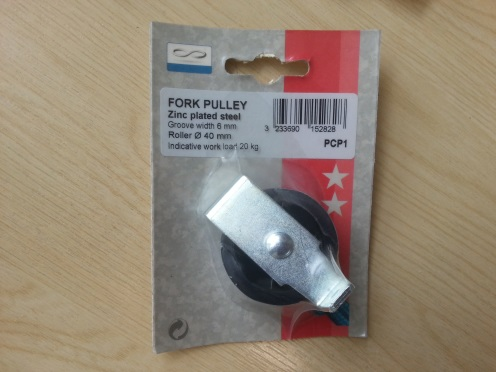 FORK PULLEY
Zinc plated steel
Groove width 6 mm
Roller Ø 40 mm
Indicative work load 20 kg
3 233690 152828
PCP1